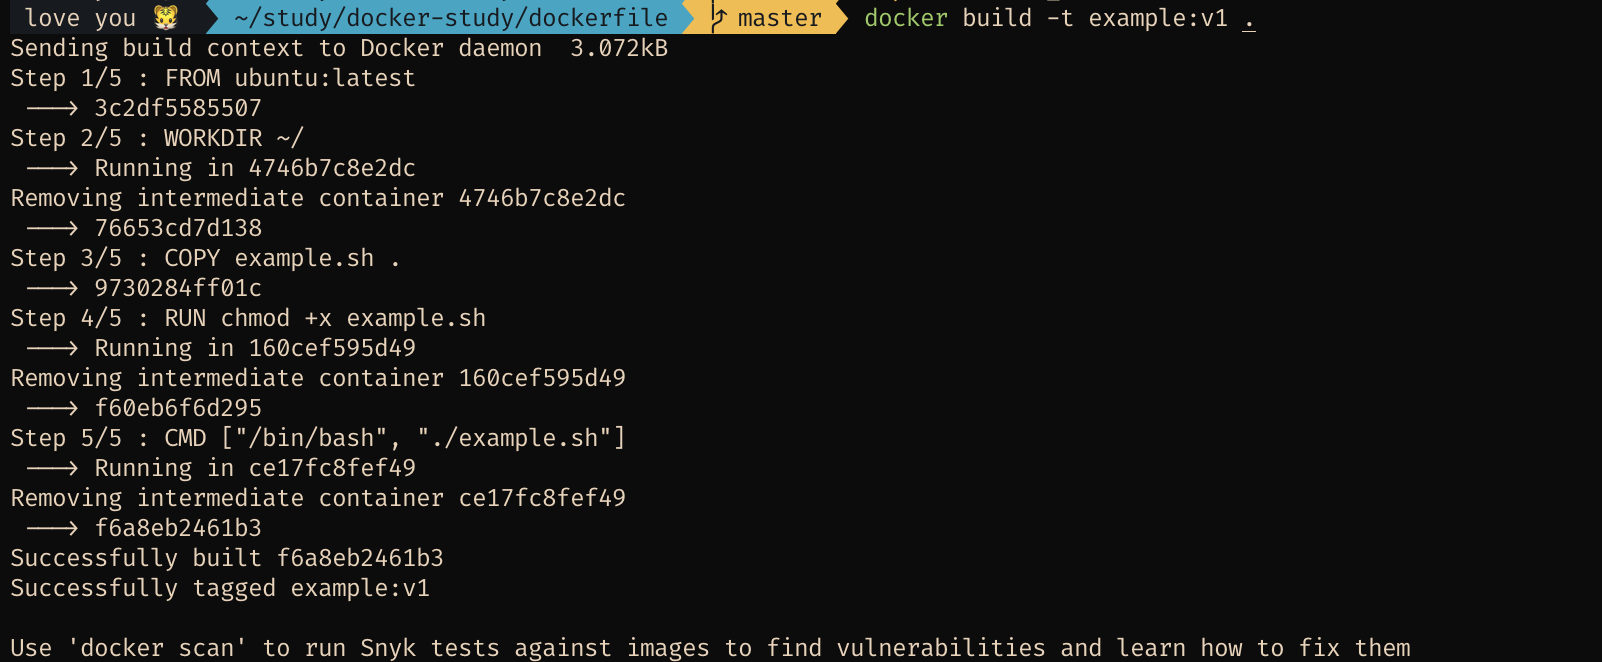 love you 🐯 ~/study/docker-study/dockerfile master docker build -t example:v1 .
Sending build context to Docker daemon  3.072kB
Step 1/5 : FROM ubuntu:latest
 ---> 3c2df5585507
Step 2/5 : WORKDIR ~/
 ---> Running in 4746b7c8e2dc
Removing intermediate container 4746b7c8e2dc
 ---> 76653cd7d138
Step 3/5 : COPY example.sh .
 ---> 9730284ff01c
Step 4/5 : RUN chmod +x example.sh
 ---> Running in 160cef595d49
Removing intermediate container 160cef595d49
 ---> f60eb6f6d295
Step 5/5 : CMD ["/bin/bash", "./example.sh"]
 ---> Running in ce17fc8fef49
Removing intermediate container ce17fc8fef49
 ---> f6a8eb2461b3
Successfully built f6a8eb2461b3
Successfully tagged example:v1
Use 'docker scan' to run Snyk tests against images to find vulnerabilities and learn how to fix them